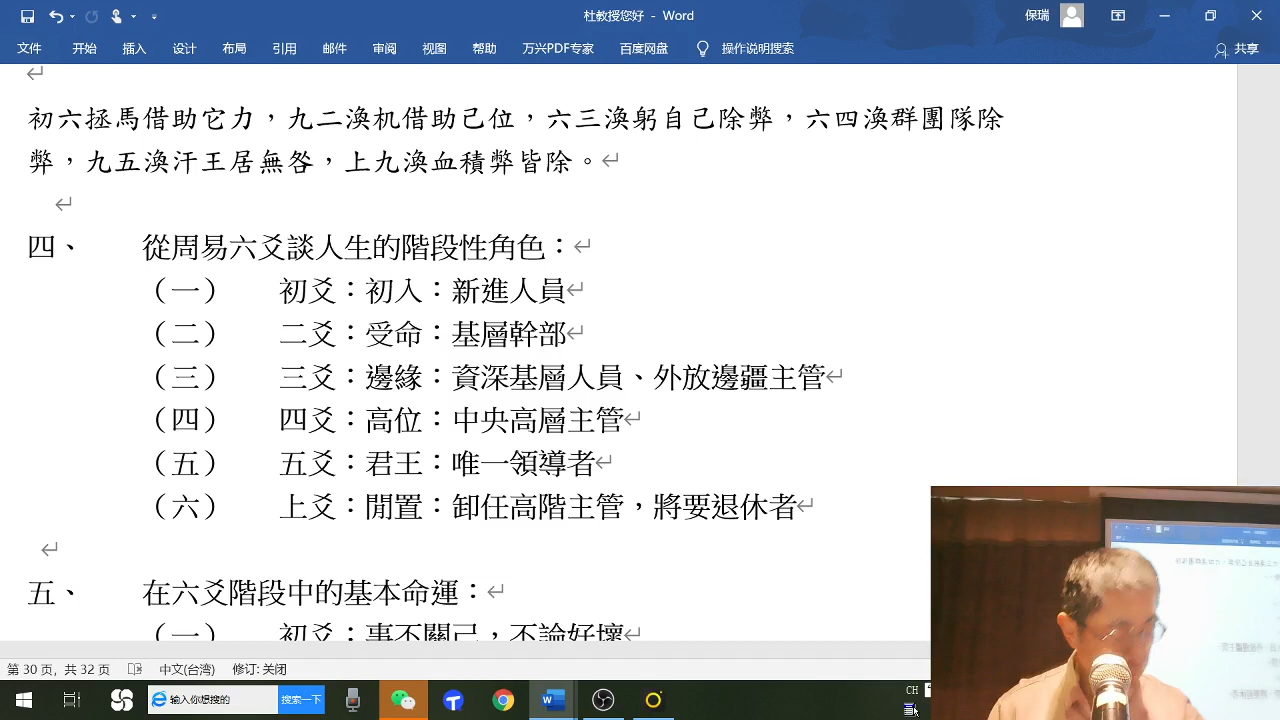 杜教授您好 - Word
保瑞
文件 开始 插入 设计 布局 引用 邮件 审阅 视图 帮助 万兴PDF专家 百度网盘 操作说明搜索 共享
初六拯馬借助它力，九二渙机借助己位，六三渙躬自己除弊，六四渙群團隊除
弊，九五渙汗王居無咎，上九渙血積弊皆除。
四、 從周易六爻談人生的階段性角色：
（一） 初爻：初入：新進人員
（二） 二爻：受命：基層幹部
（三） 三爻：邊緣：資深基層人員、外放邊疆主管
（四） 四爻：高位：中央高層主管
（五） 五爻：君王：唯一領導者
（六） 上爻：閒置：卸任高階主管，將要退休者
五、 在六爻階段中的基本命運：
（一） 初爻：事不關己，不論好壞
第 30 页，共 32 页 中文(台湾) 修订: 关闭
输入你想搜的 搜索一下
CH